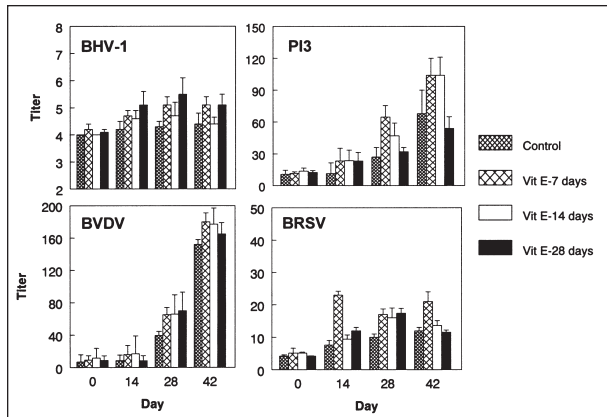 BHV-1
8
7
6
5
4
3
2
Titer
PI3
150
120
90
60
30
0
Control
Vit E-7 days
Vit E-14 days
Vit E-28 days
BVDV
200
160
120
80
40
0
Titer
0 14 28 42
Day
BRSV
50
40
30
20
10
0
0 14 28 42
Day